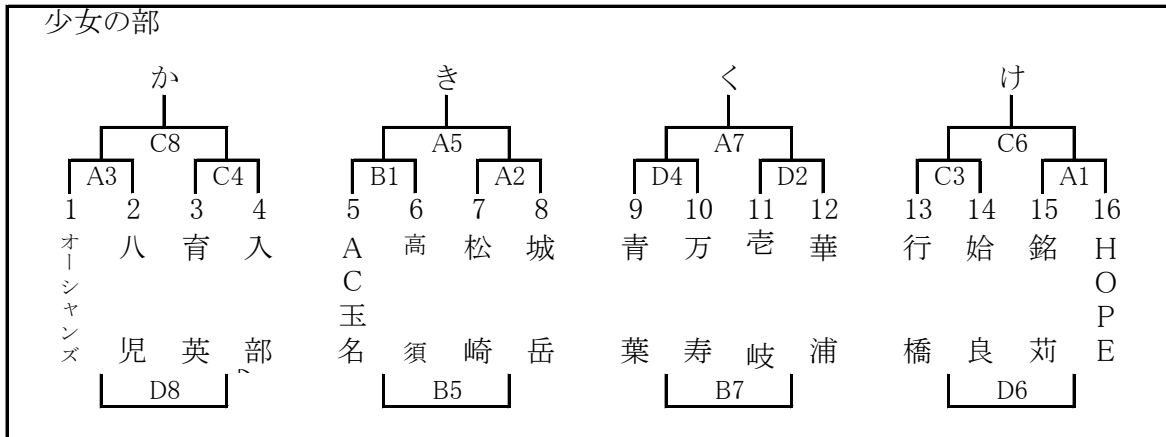 少女の部
か き く け
C8 A5 A7 C6
A3 C4 B1 A2 D4 D2 C3 A1
1 2 3 4 5 6 7 8 9 10 11 12 13 14 15 16
オーシャンズ
八児
育英
入部
AC玉名
高須
松崎
城岳
青葉
万寿
壱岐
華浦
行橋
姶良
銘苅
HOPE
D8 B5 B7 D6